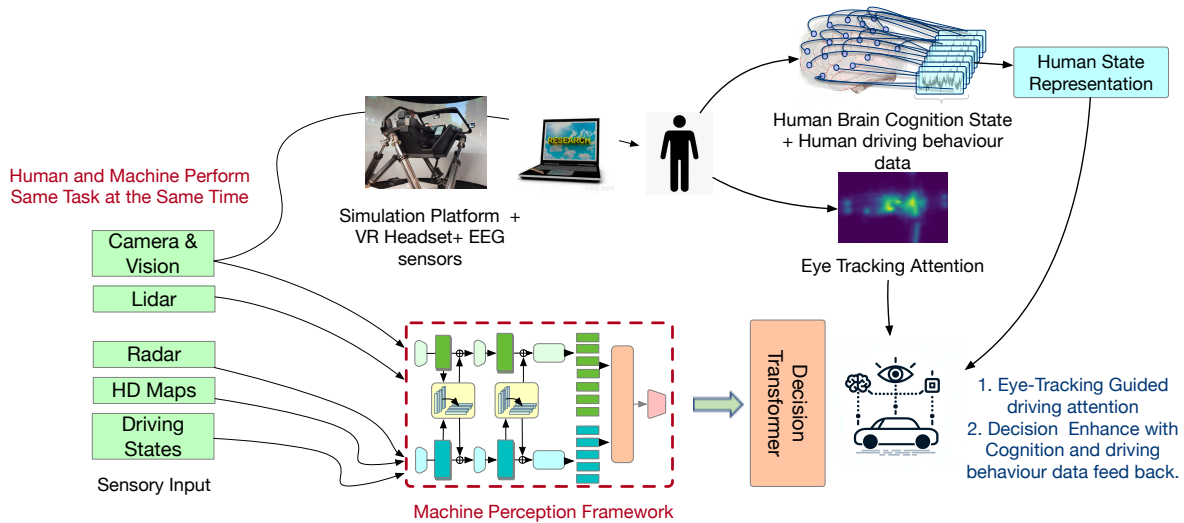 Human State
Representation
Human Brain Cognition State
+ Human driving behaviour
data
RESEARCH
Human and Machine Perform
Same Task at the Same Time
Simulation Platform +
VR Headset+ EEG
sensors
Eye Tracking Attention
Camera &
Vision
Lidar
Radar
HD Maps
Driving
States
Sensory Input
Machine Perception Framework
Decision
Transformer
1. Eye-Tracking Guided
driving attention
2. Decision Enhance with
Cognition and driving
behaviour data feed back.